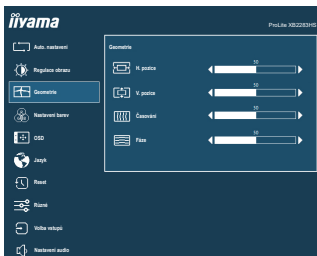 iiyama
ProLite XB2283HS
Auto. nastavení
Regulace obrazu
Geometrie
Nastavení barev
OSD
Jazyk
Reset
Různé
Volba vstupů
Nastavení audio
Geometrie
H. pozice
50
V. pozice
50
Časování
50
Fáze
50